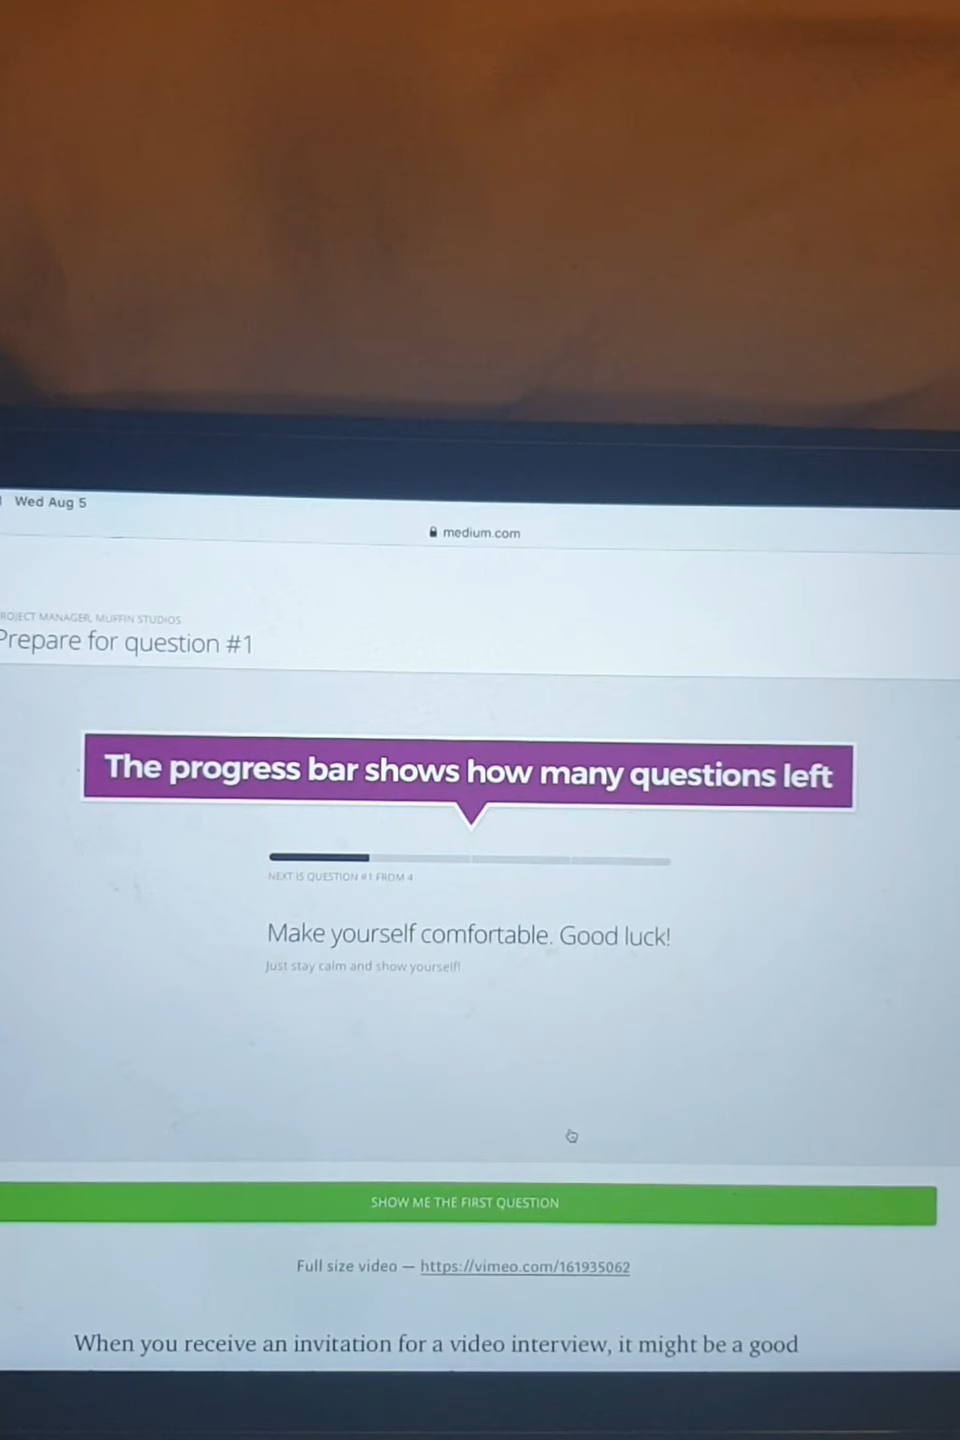 Wed Aug 5
medium.com
ROJECT MANAGER, MUFFIN STUDIOS
Prepare for question #1
The progress bar shows how many questions left
NEXT IS QUESTION #1 FROM 4
Make yourself comfortable. Good luck!
Just stay calm and show yourself!
SHOW ME THE FIRST QUESTION
Full size video — https://vimeo.com/161935062
When you receive an invitation for a video interview, it might be a good